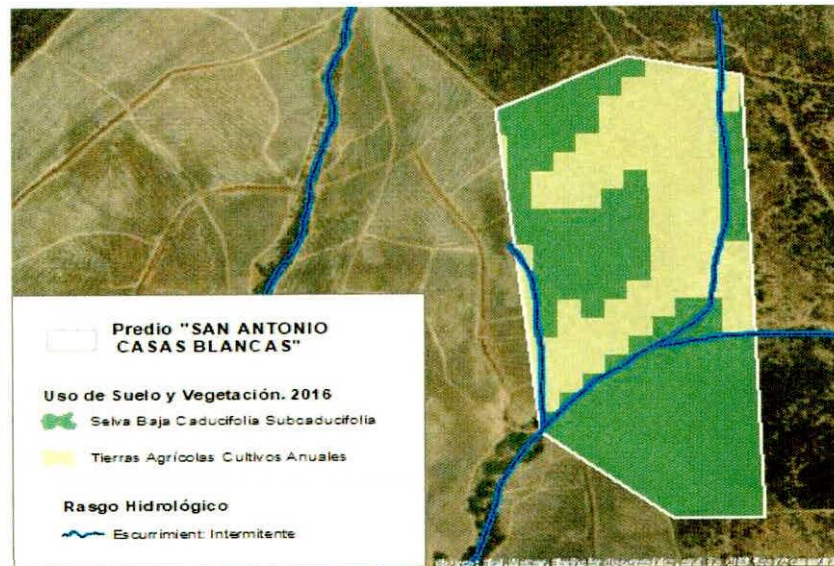 Predio "SAN ANTONIO
CASAS BLANCAS"
Uso de Suelo y Vegetación. 2016
Selva Baja Caducifolia Subcaducifolia
Tierras Agrícolas Cultivos Anuales
Rasgo Hidrológico
Escurrimient: Intermitente